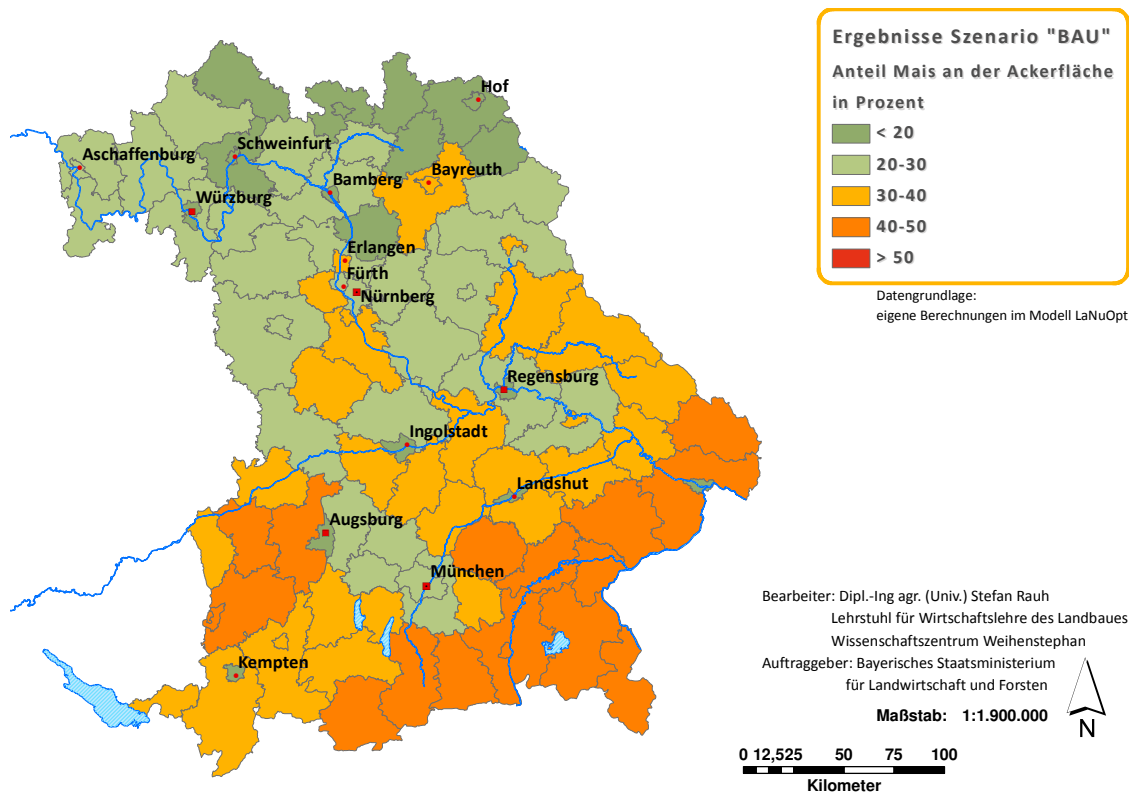 Ergebnisse Szenario "BAU"
Anteil Mais an der Ackerfläche
in Prozent
< 20
20-30
30-40
40-50
> 50
Datengrundlage:
eigene Berechnungen im Modell LaNuOpt
Hof
Schweinfurt
Aschaffenburg
Bayreuth
Bamberg
Würzburg
Erlangen
Fürth
Nürnberg
Regensburg
Ingolstadt
Landshut
Augsburg
München
Kempten
Bearbeiter: Dipl.-Ing agr. (Univ.) Stefan Rauh
Lehrstuhl für Wirtschaftslehre des Landbaues
Wissenschaftszentrum Weihenstephan
Auftraggeber: Bayerisches Staatsministerium
für Landwirtschaft und Forsten
Maßstab: 1:1.900.000
N
0 12,525 50 75 100
Kilometer